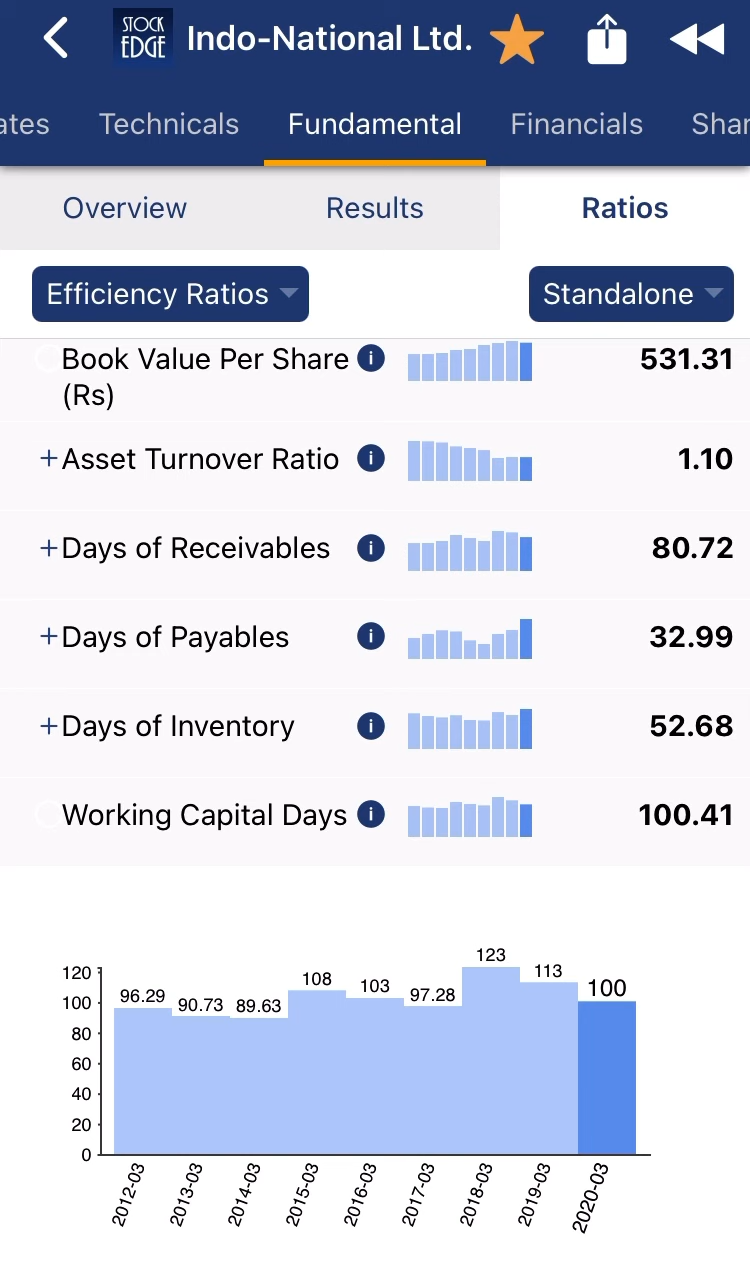 STOCK
EDGE
Indo-National Ltd.
ates Technicals Fundamental Financials Shar
Overview Results Ratios
Efficiency Ratios Standalone
Book Value Per Share i 531.31
(Rs)
+Asset Turnover Ratio i 1.10
+Days of Receivables i 80.72
+Days of Payables i 32.99
+Days of Inventory i 52.68
Working Capital Days i 100.41
123
120
113
108
103
100
100
97.28
96.29
90.73
89.63
80
60
40
20
0
2012-03
2013-03
2014-03
2015-03
2016-03
2017-03
2018-03
2019-03
2020-03